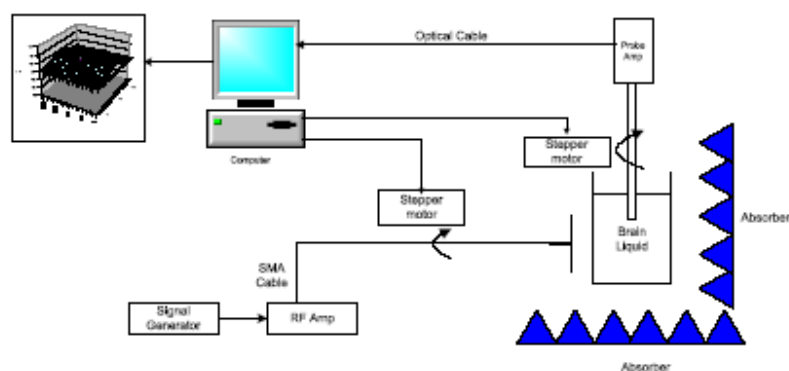 Optical Cable
Probe
Amp
Stepper
motor
Computer
Stepper
motor
Brain
Liquid
Absorber
SMA
Cable
Signal
Generator
RF Amp
Absorber